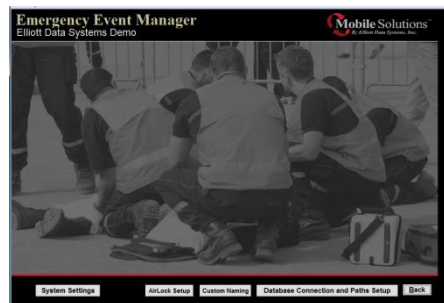 Emergency Event Manager
Elliott Data Systems Demo
Mobile Solutions™
By Elliott Data Systems, Inc.
System Settings
AirLock Setup
Custom Naming
Database Connection and Paths Setup
Back